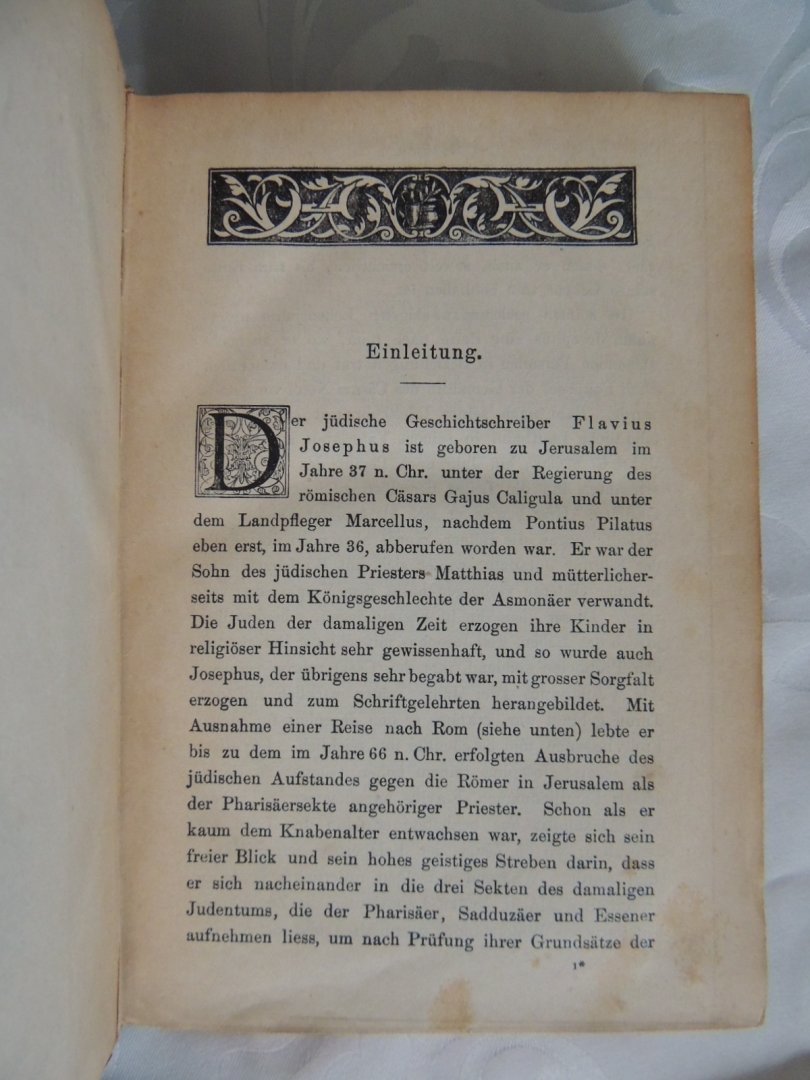 Einleitung.
Der jüdische Geschichtschreiber Flavius
Josephus ist geboren zu Jerusalem im
Jahre 37 n. Chr. unter der Regierung des
römischen Cäsars Gajus Caligula und unter
dem Landpfleger Marcellus, nachdem Pontius Pilatus
eben erst, im Jahre 36, abberufen worden war. Er war der
Sohn des jüdischen Priesters Matthias und mütterlicher-
seits mit dem Königsgeschlechte der Asmonäer verwandt.
Die Juden der damaligen Zeit erzogen ihre Kinder in
religiöser Hinsicht sehr gewissenhaft, und so wurde auch
Josephus, der übrigens sehr begabt war, mit grosser Sorgfalt
erzogen und zum Schriftgelehrten herangebildet. Mit
Ausnahme einer Reise nach Rom (siehe unten) lebte er
bis zu dem im Jahre 66 n. Chr. erfolgten Ausbruche des
jüdischen Aufstandes gegen die Römer in Jerusalem als
der Pharisäersekte angehöriger Priester. Schon als er
kaum dem Knabenalter entwachsen war, zeigte sich sein
freier Blick und sein hohes geistiges Streben darin, dass
er sich nacheinander in die drei Sekten des damaligen
Judentums, die der Pharisäer, Sadduzäer und Essener
aufnehmen liess, um nach Prüfung ihrer Grundsätze der
1*